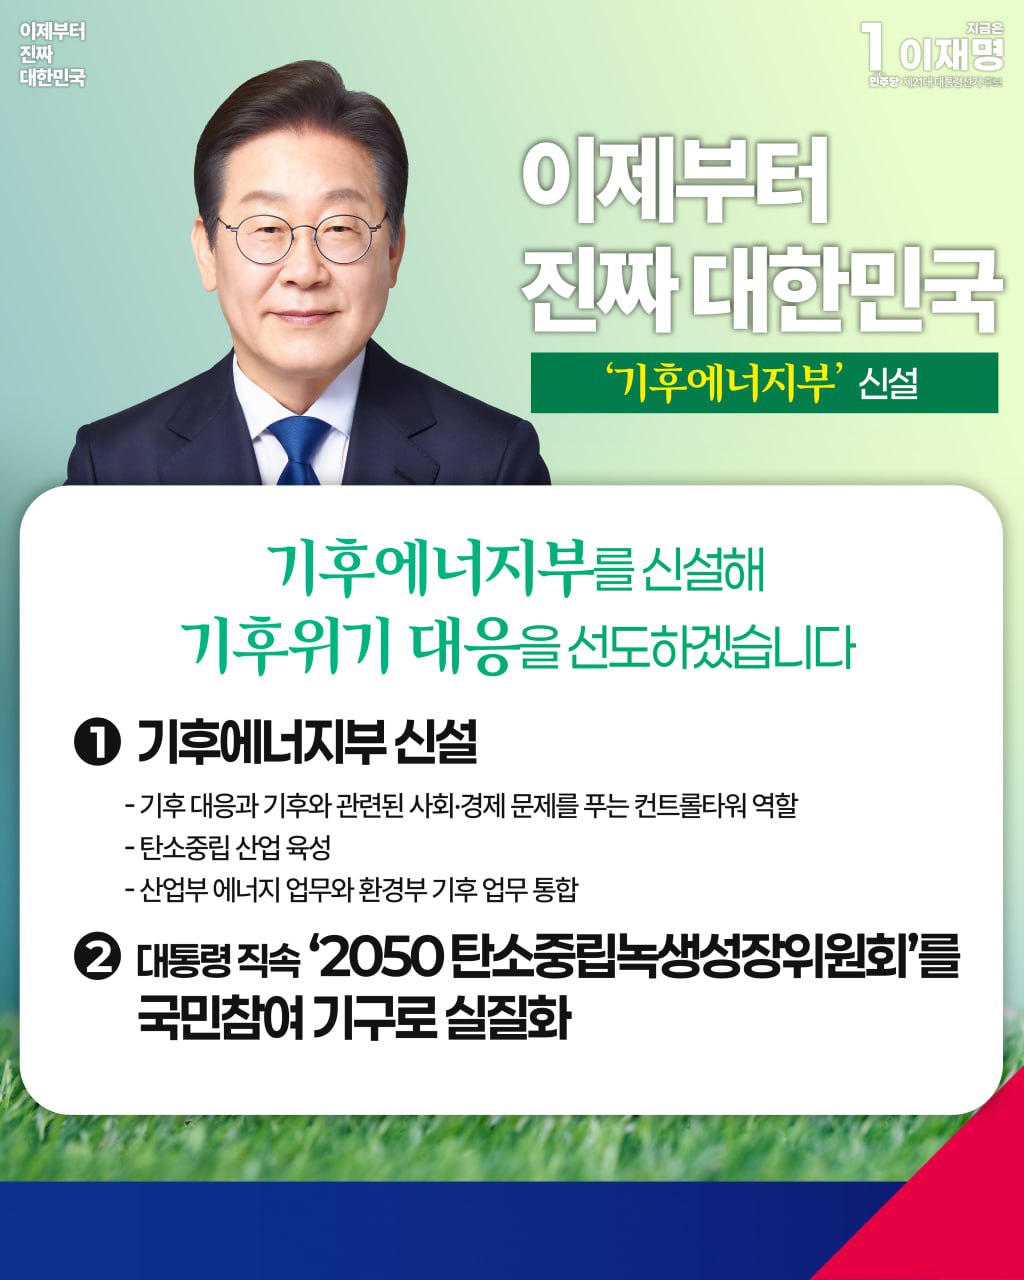 이제부터
진짜
대한민국
지금은
1 이재명
민주당 제21대 대통령선거 후보
이제부터
진짜 대한민국
‘기후에너지부’ 신설
기후에너지부를 신설해
기후위기 대응을 선도하겠습니다
❶ 기후에너지부 신설
- 기후 대응과 기후와 관련된 사회·경제 문제를 푸는 컨트롤타워 역할
- 탄소중립 산업 육성
- 산업부 에너지 업무와 환경부 기후 업무 통합
❷ 대통령 직속 ‘2050 탄소중립녹생성장위원회’를
국민참여 기구로 실질화